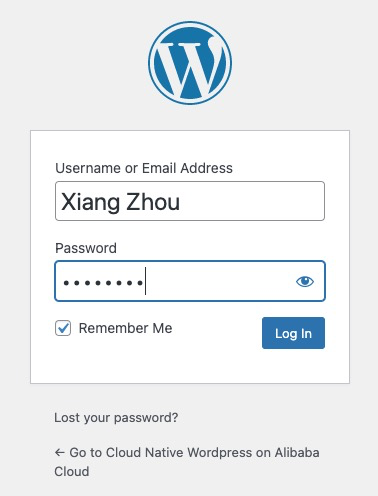 Username or Email Address
Xiang Zhou
Password
••••••••
Remember Me
Log In
Lost your password?
← Go to Cloud Native Wordpress on Alibaba
Cloud